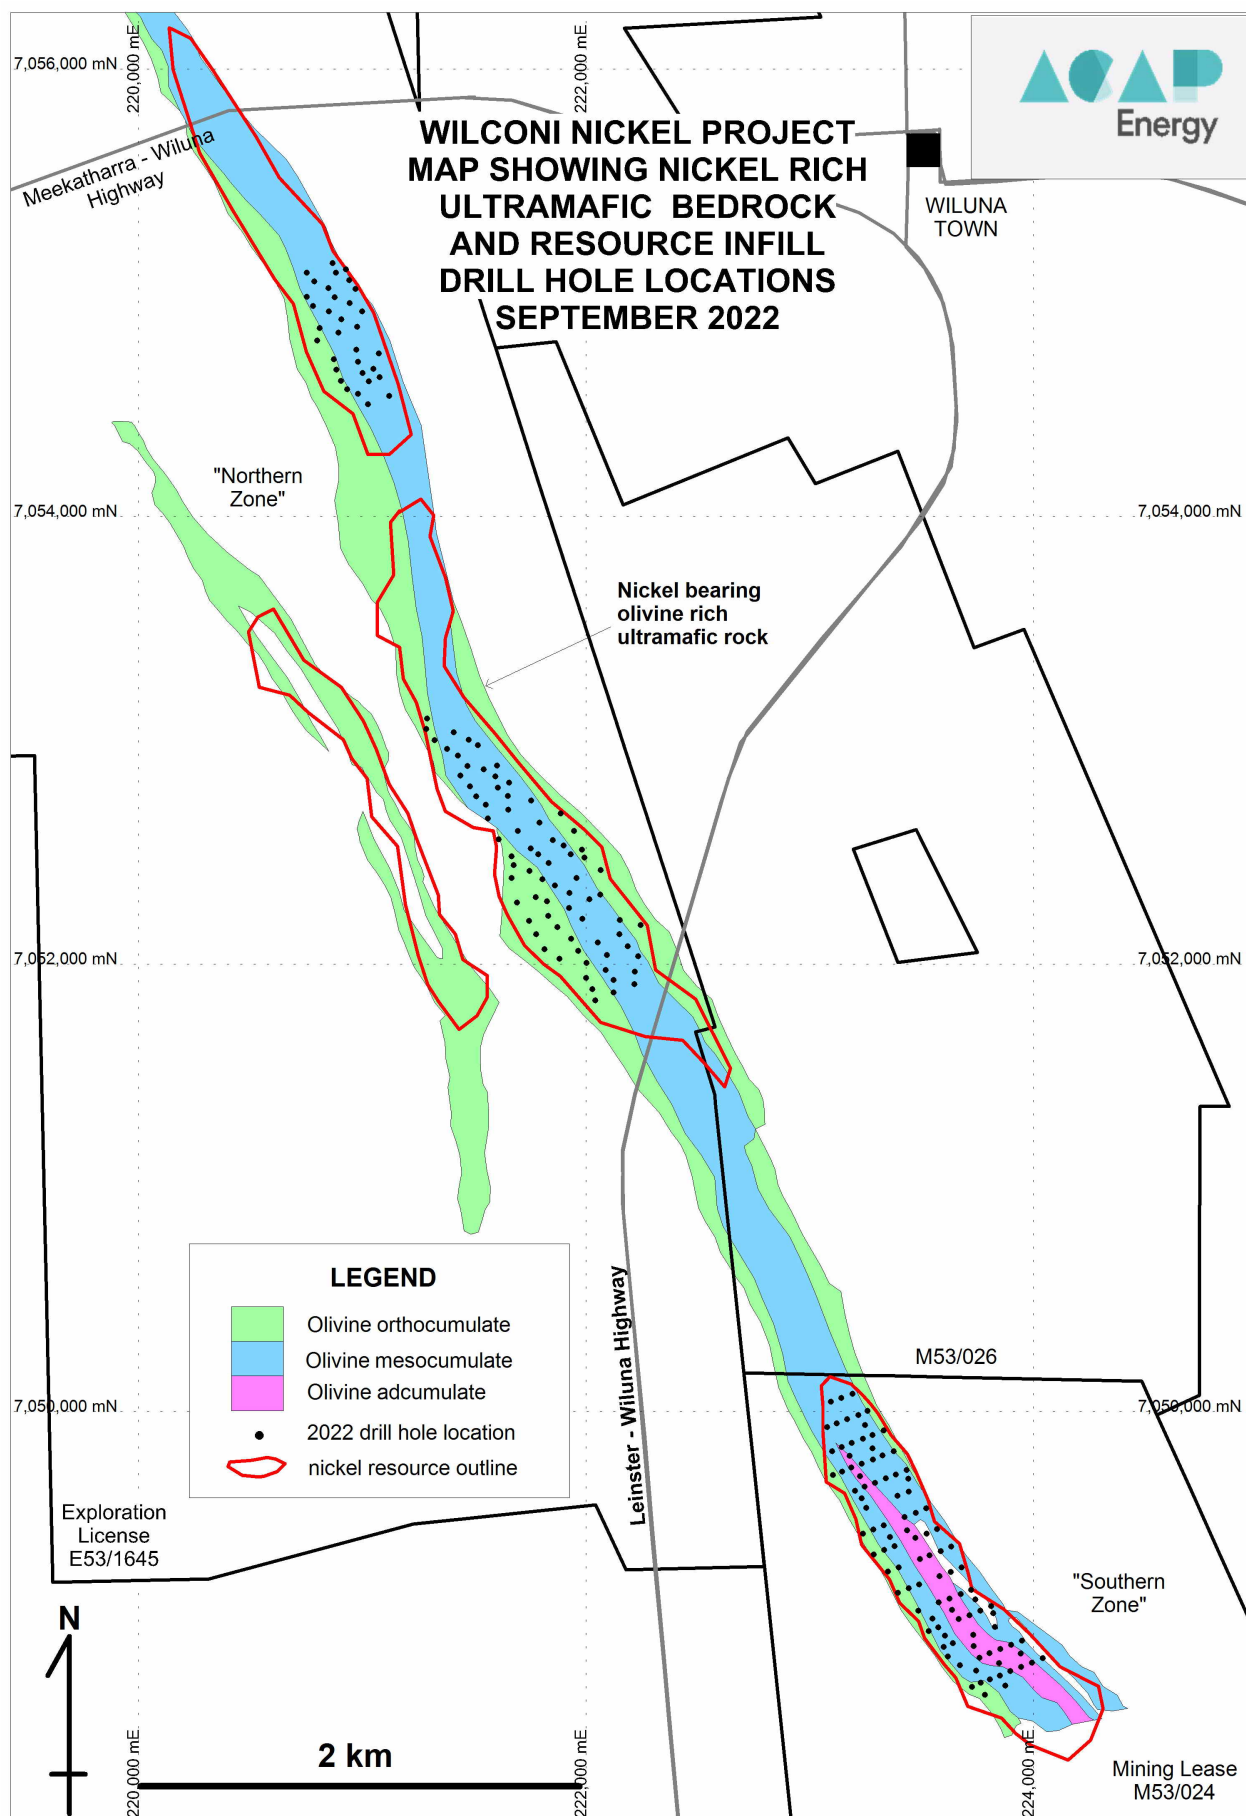 7,056,000 mN
220,000 mE
222,000 mE
ACAP
Energy
WILCONI NICKEL PROJECT
MAP SHOWING NICKEL RICH
ULTRAMAFIC BEDROCK
AND RESOURCE INFILL
DRILL HOLE LOCATIONS
SEPTEMBER 2022
Meekatharra - Wiluna
Highway
WILUNA
TOWN
"Northern
Zone"
7,054,000 mN
7,054,000 mN
Nickel bearing
olivine rich
ultramafic rock
7,052,000 mN
7,052,000 mN
LEGEND
Olivine orthocumulate
Olivine mesocumulate
Olivine adcumulate
2022 drill hole location
nickel resource outline
Leinster - Wiluna Highway
M53/026
7,050,000 mN
7,050,000 mN
Exploration
License
E53/1645
"Southern
Zone"
N
2 km
220,000 mE
222,000 mE
224,000 mE
Mining Lease
M53/024